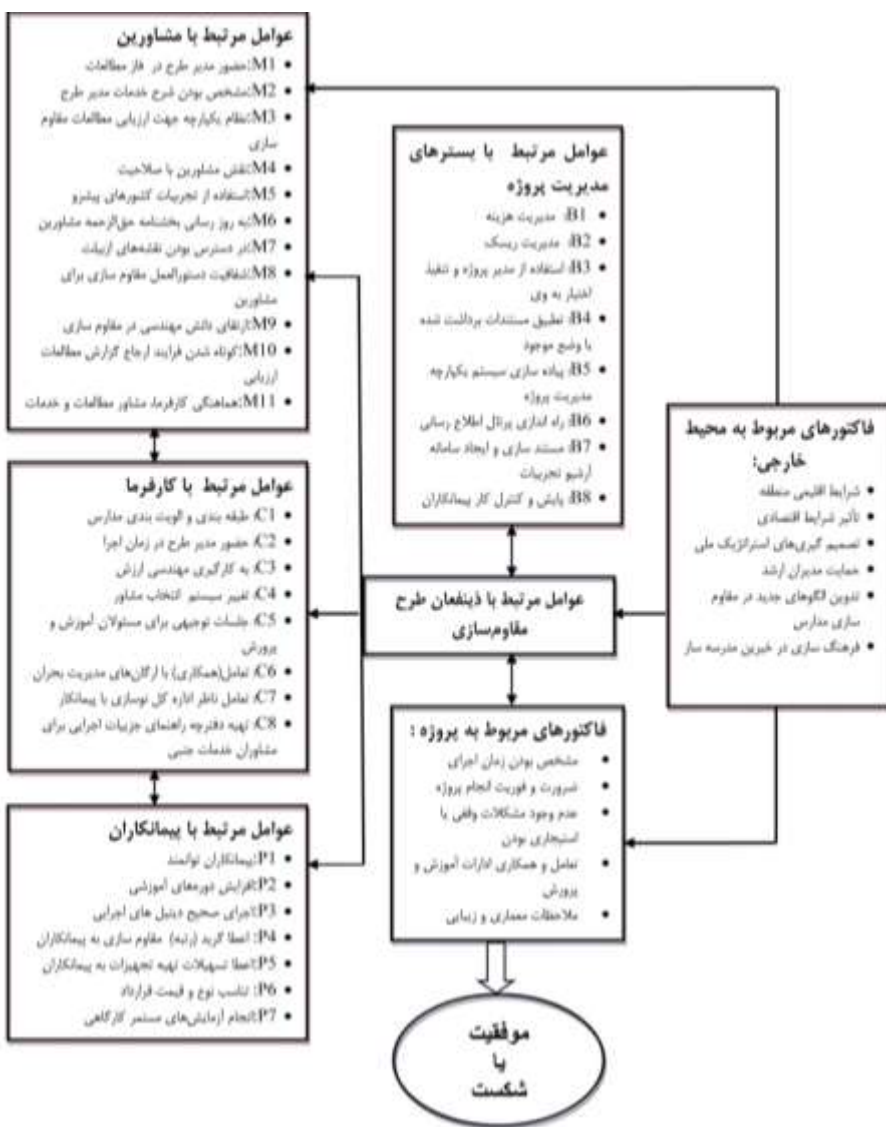 عوامل مرتبط با مشاورین
M1:حضور مدیر طرح در فاز مطالعات
M2:مشخص بودن شرح خدمات مدیر طرح
M3:نظام یکپارچه جهت ارزیابی مطالعات مقاوم
سازی
M4:نقش مشاورین با صلاحیت
M5:استفاده از تجربیات کشورهای پیشرو
M6:به روز رسانی بخشنامه حق‌الزحمه مشاورین
M7:در دسترس بودن نقشه‌های ازبیلت
M8:شفافیت دستورالعمل مقاوم سازی برای
مشاورین
M9:ارتقای دانش مهندسی در مقاوم سازی
M10:کوتاه شدن فرایند ارجاع گزارش مطالعات
ارزیابی
M11:هماهنگی کارفرما، مشاور مطالعات و خدمات
عوامل مرتبط با کارفرما
C1: طبقه بندی و الویت بندی مدارس
C2: حضور مدیر طرح در زمان اجرا
C3: به کارگیری مهندسی ارزش
C4: تغییر سیستم انتخاب مشاور
C5: جلسات توجیهی برای مسئولان آموزش و
پرورش
C6: تعامل(همکاری) با ارگان‌های مدیریت بحران
C7: تعامل ناظر اداره کل نوسازی با پیمانکار
C8: تهیه دفترچه راهنمای جزییات اجرایی برای
مشاوران خدمات جنبی
عوامل مرتبط با پیمانکاران
P1:پیمانکاران توانمند
P2:افزایش دوره‌های آموزشی
P3:اجرای صحیح دیتیل های اجرایی
P4: اعطا گرید (رتبه) مقاوم سازی به پیمانکاران
P5:اعطا تسهیلات تهیه تجهیزات به پیمانکاران
P6: تناسب نوع و قیمت قرارداد
P7:انجام آزمایش‌های مستمر کارگاهی
عوامل مرتبط با بسترهای
مدیریت پروژه
B1: مدیریت هزینه
B2: مدیریت ریسک
B3: استفاده از مدیر پروژه و تنفیذ
اختیار به وی
B4: تطبیق مستندات برداشت شده
با وضع موجود
B5: پیاده سازی سیستم یکپارچه
مدیریت پروژه
B6: راه اندازی پرتال اطلاع رسانی
B7: مستند سازی و ایجاد سامانه
آرشیو تجربیات
B8: پایش و کنترل کار پیمانکاران
عوامل مرتبط با ذینفعان طرح
مقاوم‌سازی
فاکتورهای مربوط به پروژه :
مشخص بودن زمان اجرای
ضرورت و فوریت انجام پروژه
عدم وجود مشکلات وقفی یا
استیجاری بودن
تعامل و همکاری ادارات آموزش و
پرورش
ملاحظات معماری و زیبایی
موفقیت
یا
شکست
فاکتورهای مربوط به محیط
خارجی:
شرایط اقلیمی منطقه
تأثیر شرایط اقتصادی
تصمیم گیری‌های استراتژیک ملی
حمایت مدیران ارشد
تدوین الگوهای جدید در مقاوم
سازی مدارس
فرهنگ سازی در خیرین مدرسه ساز